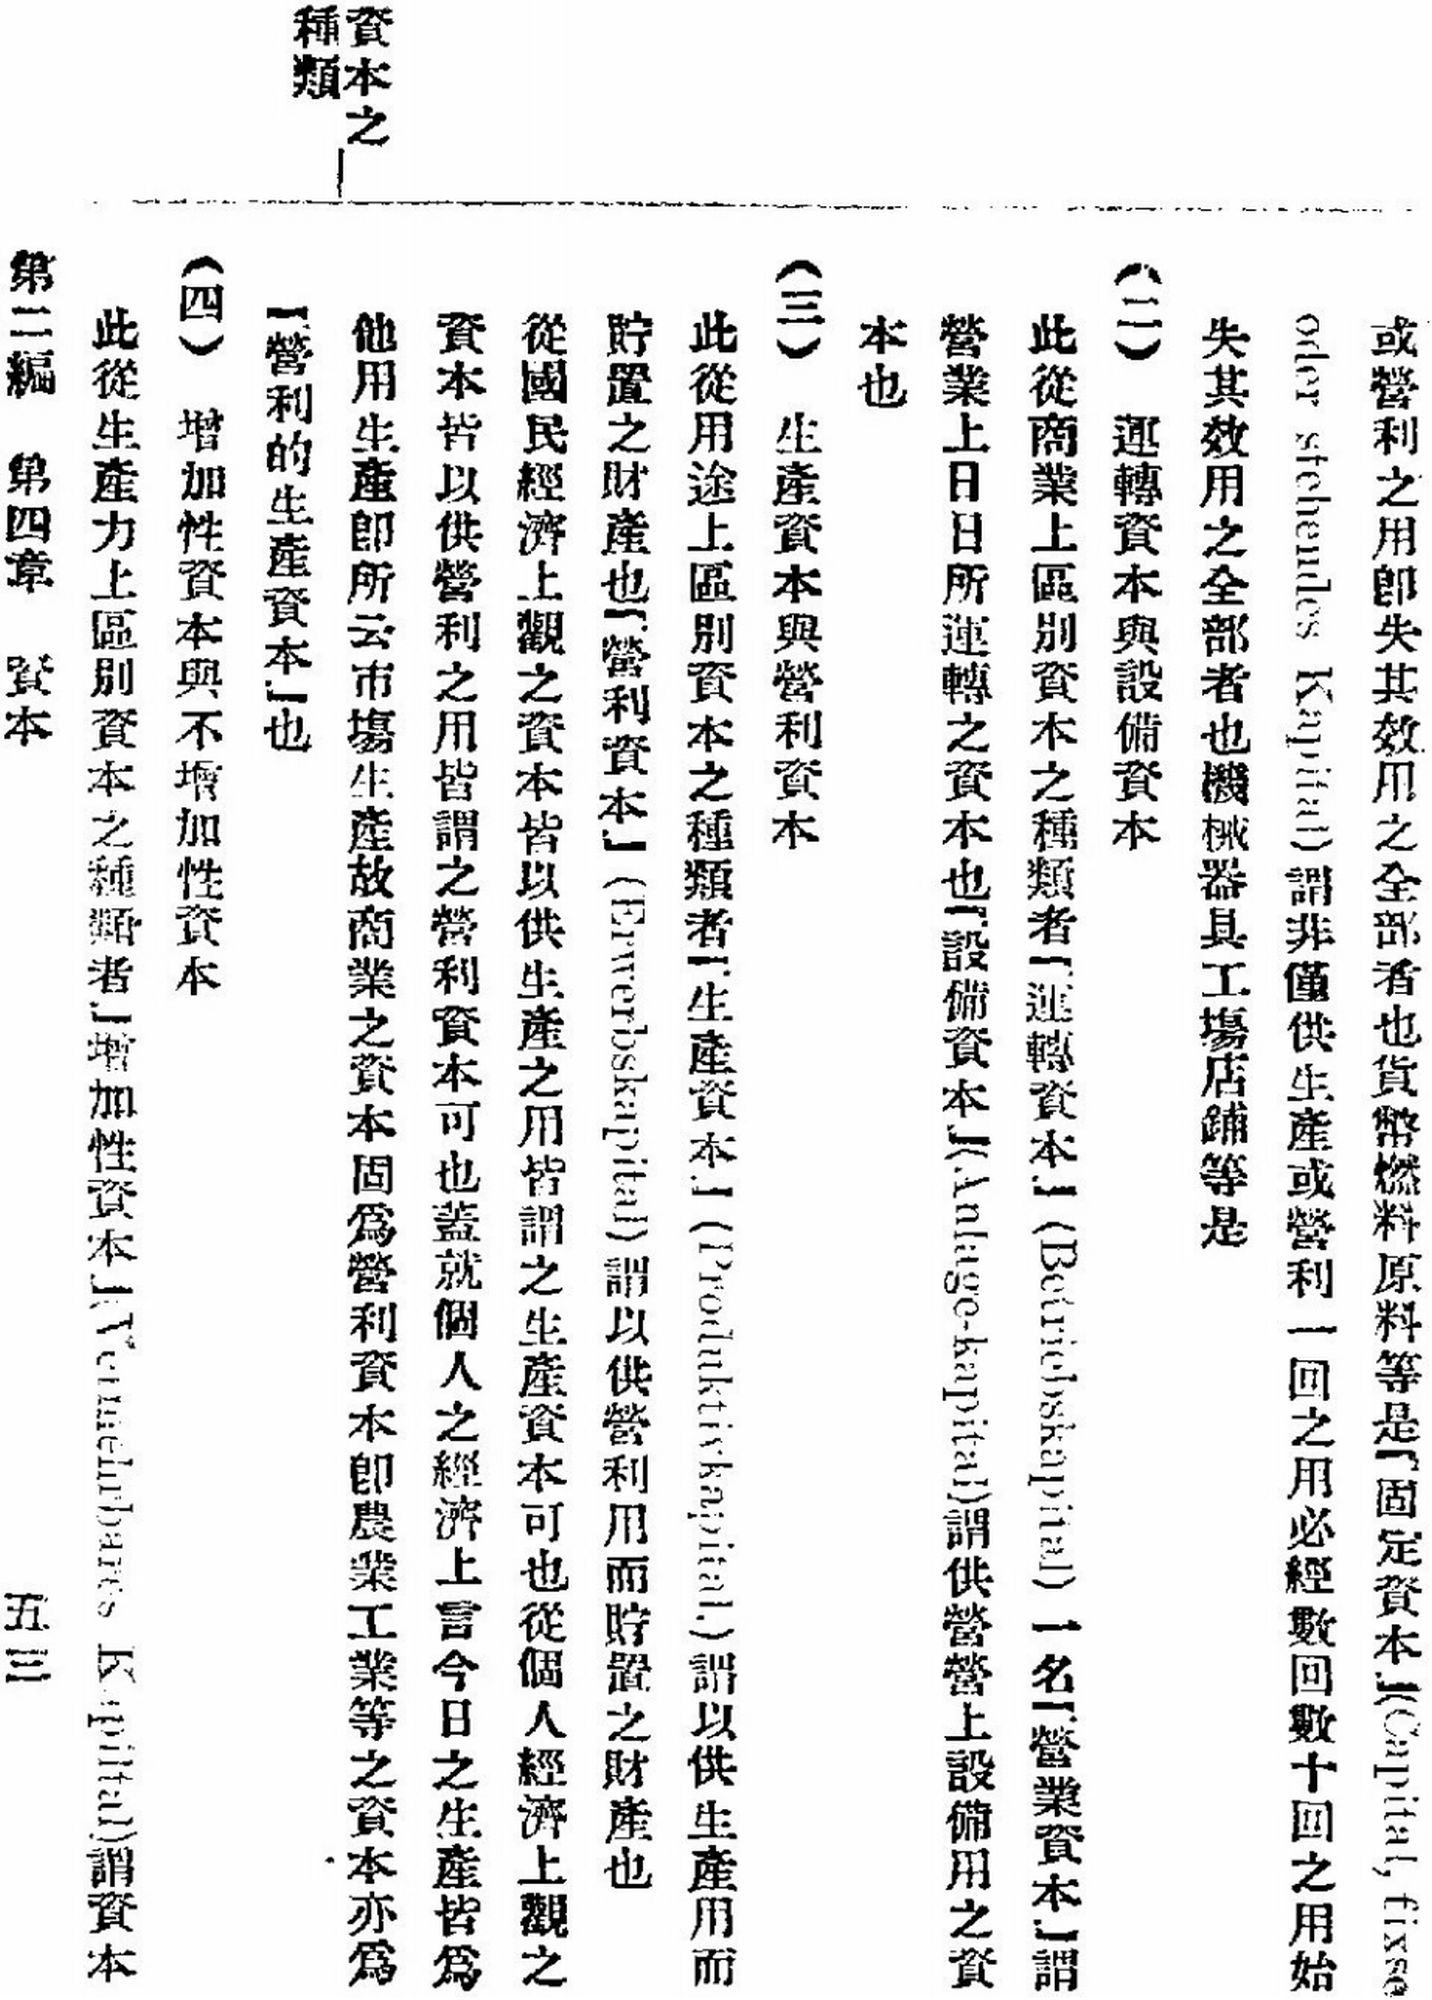 資本之
種類
或營利之用卽失其效用之全部者也貨幣燃料原料等是「固定資本」(Capital, fixse
oder stehendes Kapital)謂非僅供生產或營利一回之用必經數回數十回之用始
失其效用之全部者也機械器具工場店鋪等是
(二) 運轉資本與設備資本
此從商業上區別資本之種類者「運轉資本」(Betriebskapital)一名「營業資本」謂
營業上日日所運轉之資本也「設備資本」(Anlage-kapital)謂供營營上設備用之資
本也
(三) 生產資本與營利資本
此從用途上區別資本之種類者「生產資本」(Produktivkapital,)謂以供生產用而
貯置之財產也「營利資本」(Erwerbskapital)謂以供營利用而貯置之財產也
從國民經濟上觀之資本皆以供生產之用皆謂之生產資本可也從個人經濟上觀之
資本皆以供營利之用皆謂之營利資本可也蓋就個人之經濟上言今日之生產皆爲
他用生產卽所云市場生產故商業之資本固爲營利資本卽農業工業等之資本亦爲
「營利的生產資本」也
(四) 增加性資本與不增加性資本
此從生產力上區別資本之種類者」增加性資本」(Vermehrbares Kapiltal)謂資本
第二編 第四章 資本 五三